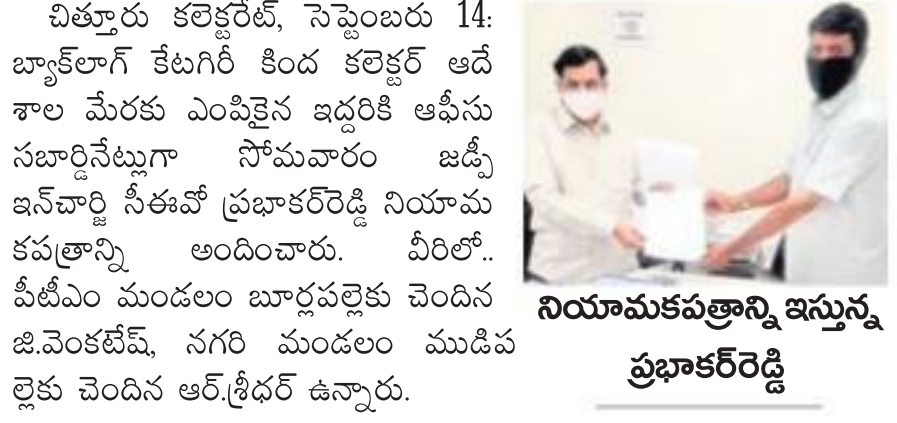 చిత్తూరు కలెక్టరేట్, సెప్టెంబరు 14:
బ్యాక్‌లాగ్ కేటగిరీ కింద కలెక్టర్ ఆదే
శాల మేరకు ఎంపికైన ఇద్దరికి ఆఫీసు
సబార్డినేట్లుగా సోమవారం జడ్పీ
ఇన్‌చార్జి సీఈవో ప్రభాకర్‌రెడ్డి నియామ
కపత్రాన్ని అందించారు. వీరిలో..
పీటీఎం మండలం బూర్లపల్లెకు చెందిన
జి.వెంకటేష్, నగరి మండలం ముడిప
ల్లెకు చెందిన ఆర్.శ్రీధర్ ఉన్నారు.
నియామకపత్రాన్ని ఇస్తున్న
ప్రభాకర్‌రెడ్డి